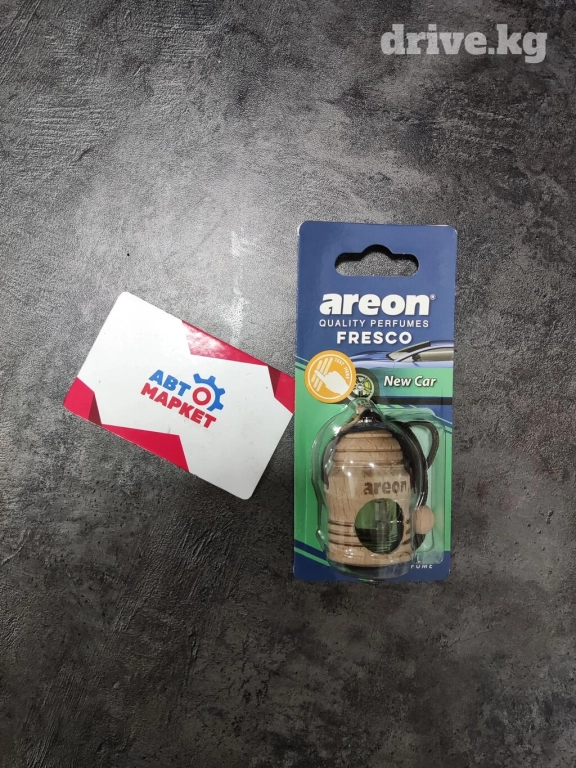 drive.kg
areon®
QUALITY PERFUMES
FRESCO
New Car
АВТО
МАРКЕТ
areon